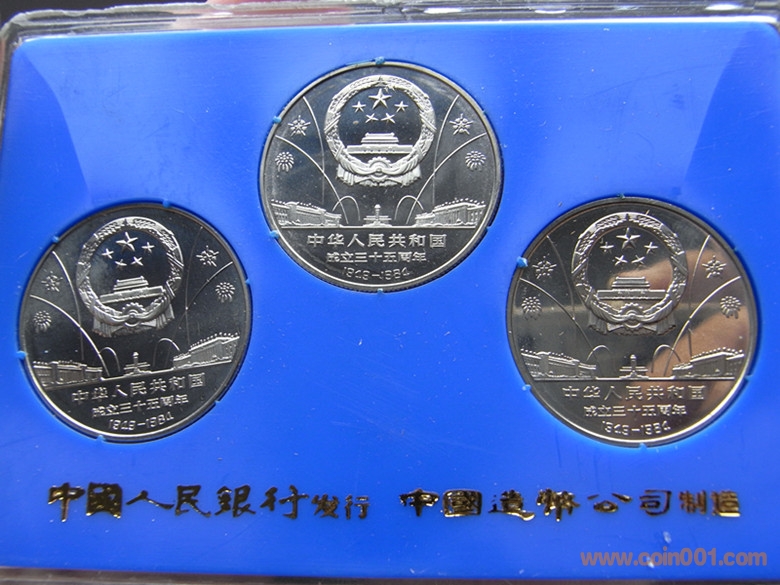 中华人民共和国
成立三十五周年
1949-1984
中华人民共和国
成立三十五周年
1949-1984
中华人民共和国
成立三十五周年
1949-1984
中國人民銀行发行 中國造幣公司制造
www.coin001.com